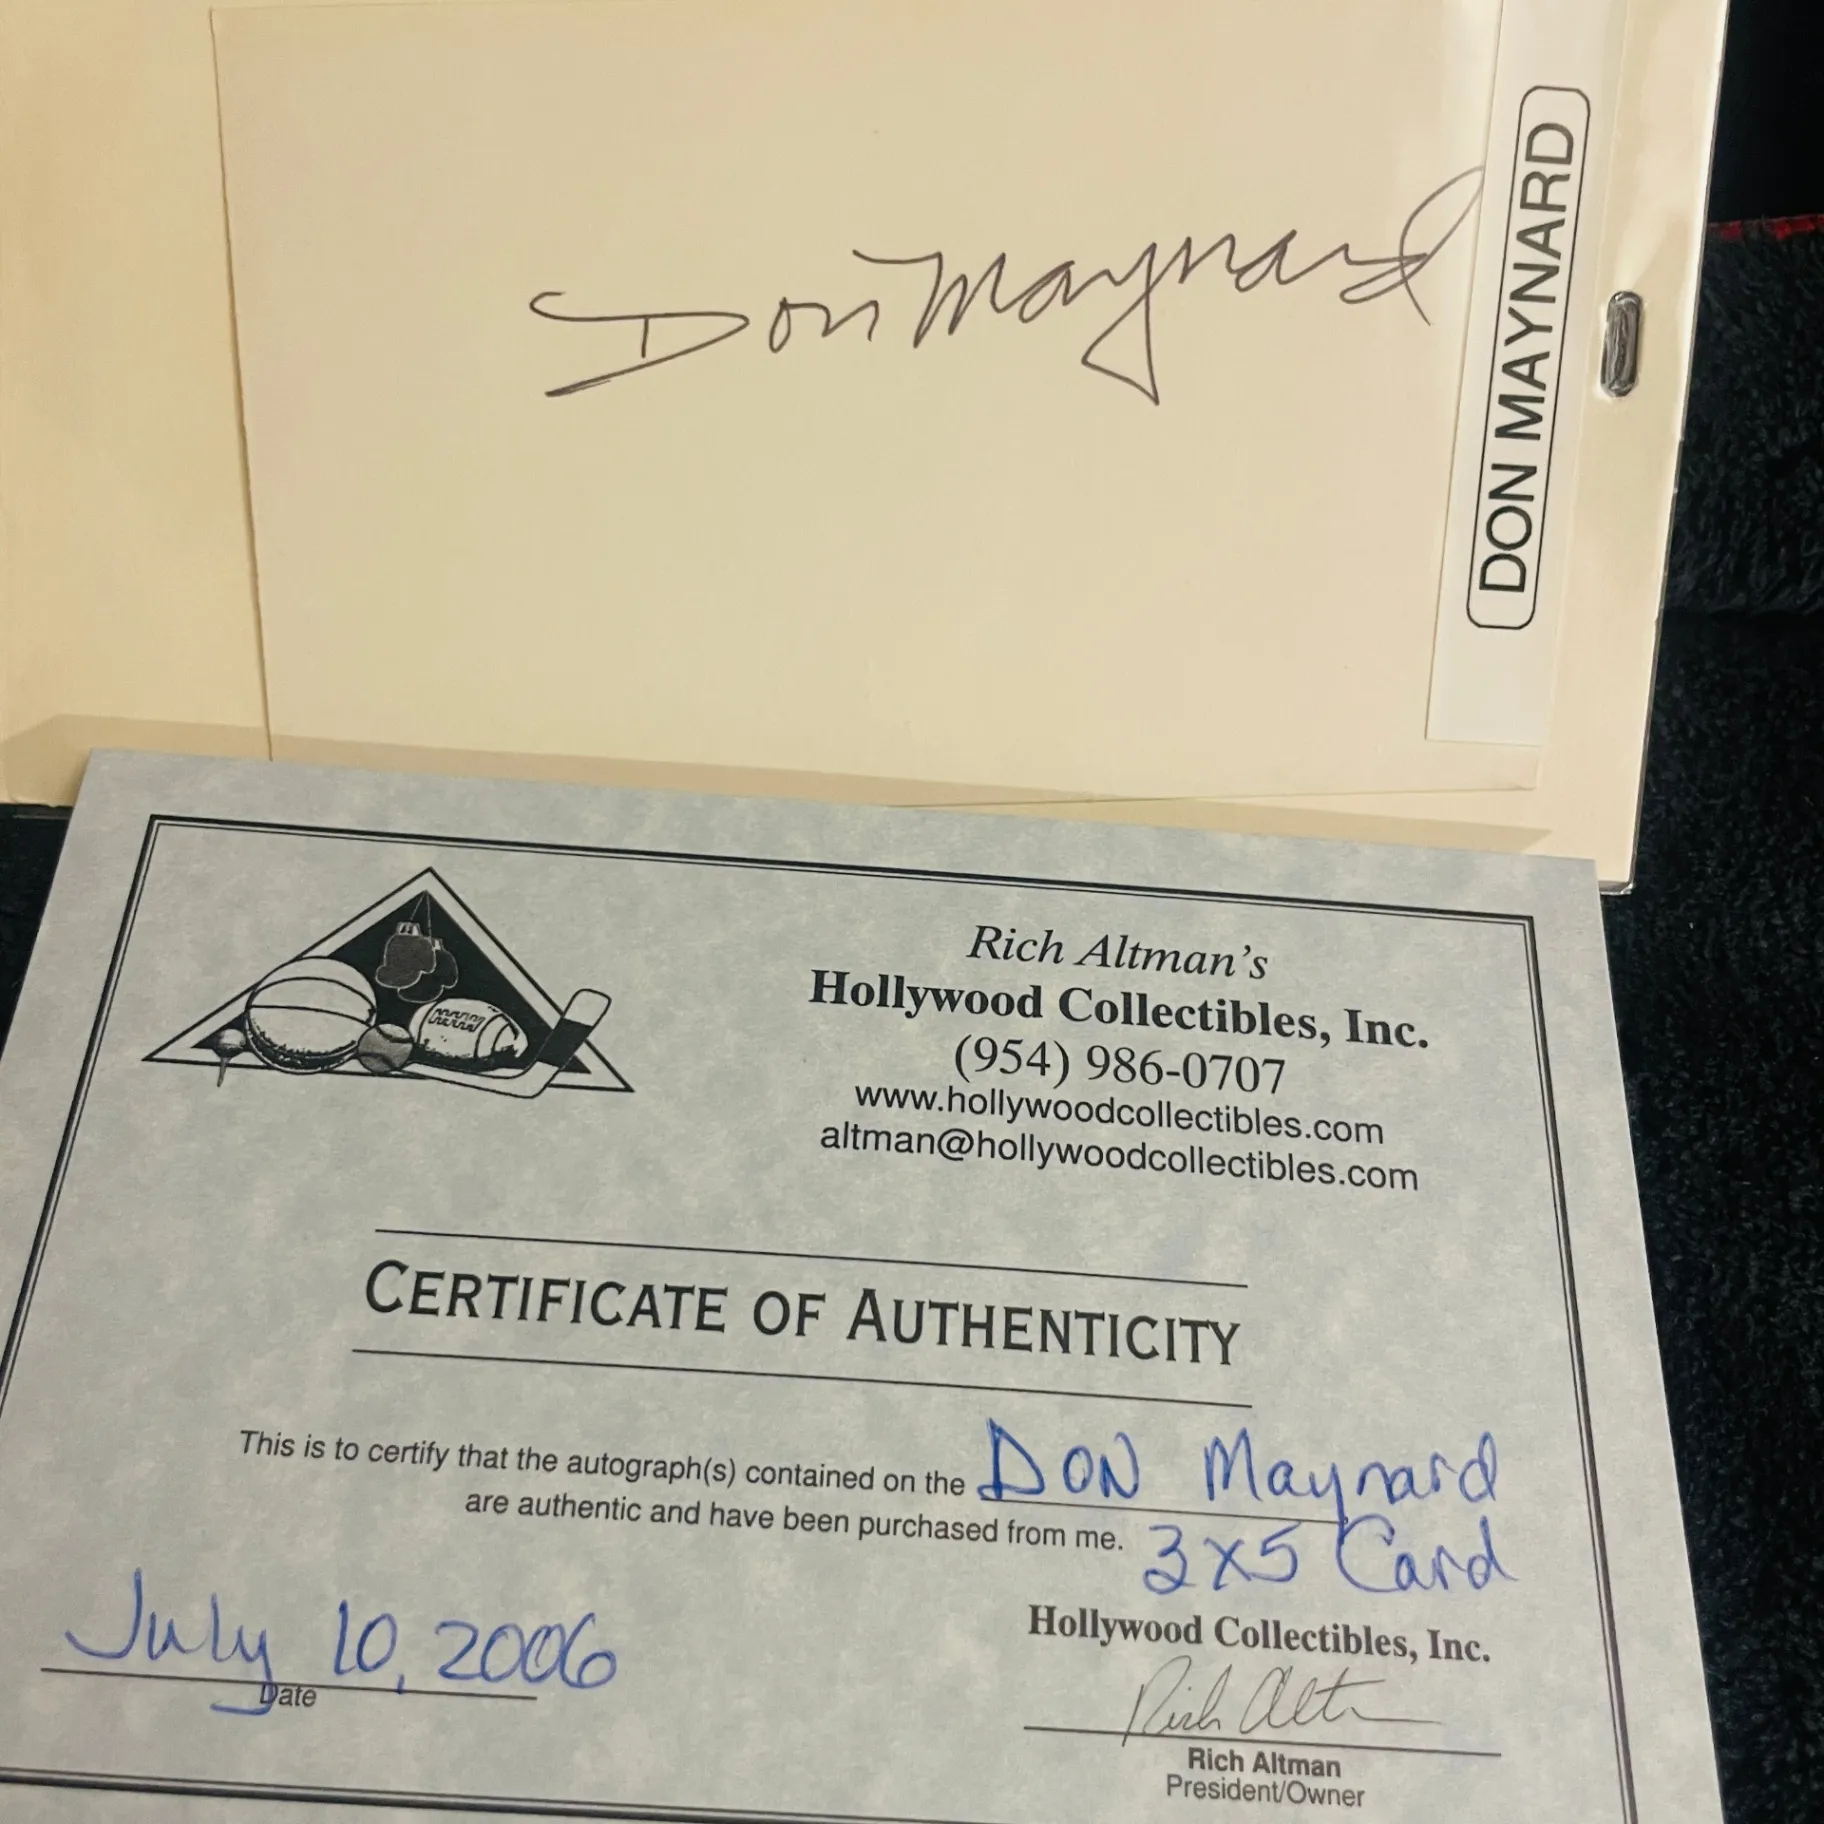 Don Maynard
DON MAYNARD
Rich Altman's
Hollywood Collectibles, Inc.
(954) 986-0707
www.hollywoodcollectibles.com
altman@hollywoodcollectibles.com
CERTIFICATE OF AUTHENTICITY
This is to certify that the autograph(s) contained on the DON Maynard
are authentic and have been purchased from me. 3x5 Card
July 10, 2006
Date
Hollywood Collectibles, Inc.
Rich Alt
Rich Altman
President/Owner